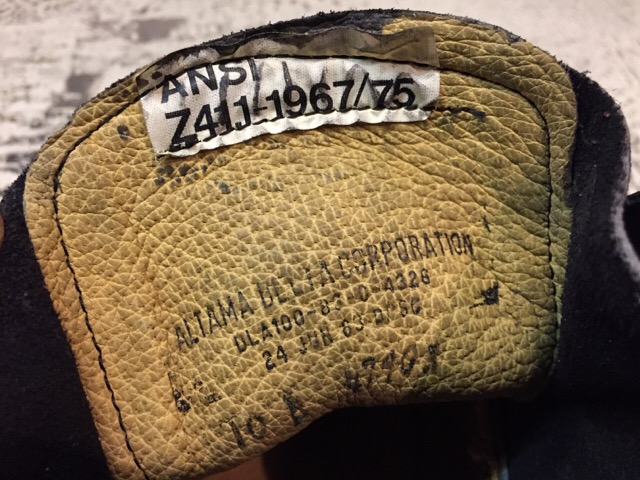 ANSI
Z41.1-1967/75
ALTAMA DELTA CORPORATION
DLA100-83-D-4328
24 JUN 83
10